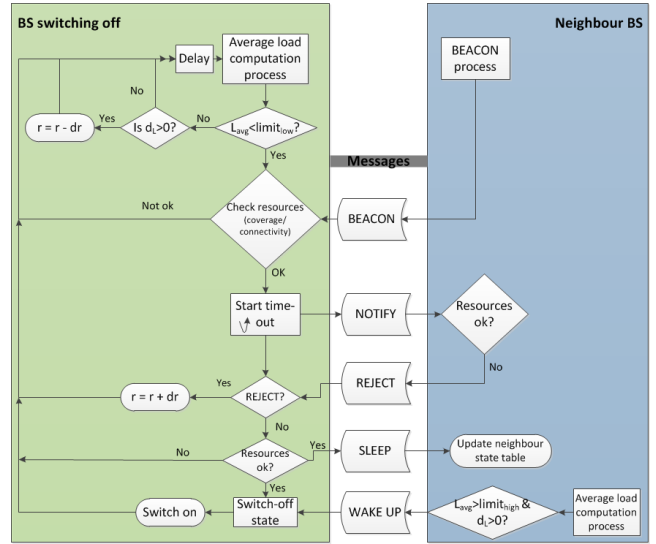 BS switching off
Neighbour BS
Delay
Average load
computation
process
BEACON
process
No
r = r - dr
Yes
Is dL>0?
No
Lavg<limitlow?
Yes
Messages
Not ok
Check resources
(coverage/
connectivity)
BEACON
OK
Start time-
out
NOTIFY
Resources
ok?
No
r = r + dr
Yes
REJECT?
REJECT
No
No
Resources
ok?
Yes
SLEEP
Update neighbour
state table
Yes
Switch on
Switch-off
state
WAKE UP
Lavg>limithigh &
dL>0?
Average load
computation
process